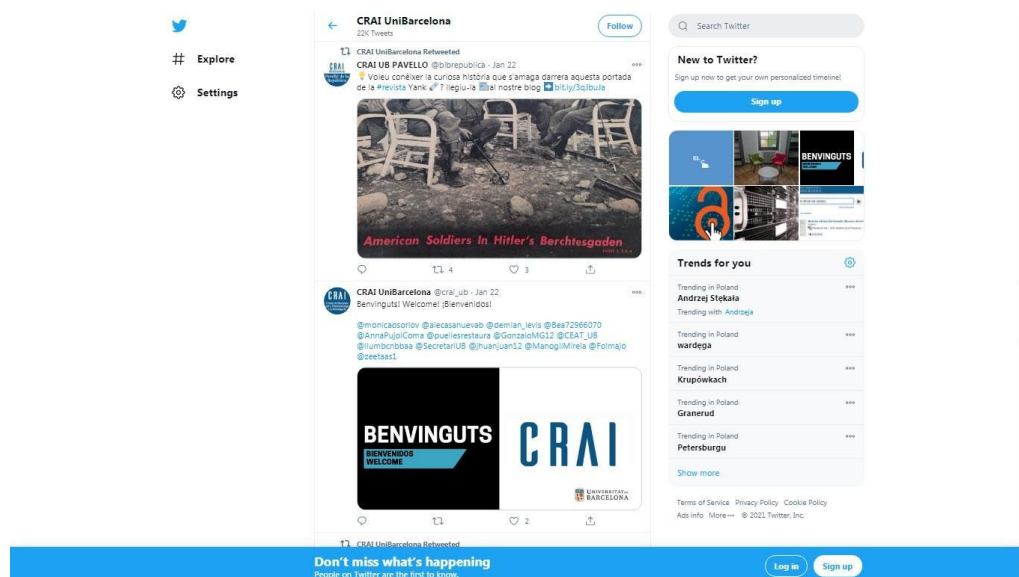 CRAI UniBarcelona
22K Tweets
Follow
Search Twitter
Explore
Settings
CRAI UniBarcelona Retweeted
CRAI UB PAVELLO @bibrepublica · Jan 22
Voleu conèixer la curiosa història que s'amaga darrera aquesta portada
de la #revista Yank ? llegiu-la al nostre blog bit.ly/3qJbuJa
American Soldiers In Hitler's Berchtesgaden
4
3
CRAI
CRAI UniBarcelona @crai_ub · Jan 22
Benvinguts! Welcome! ¡Bienvenidos!
@monicaosoriov @alecasanuevab @demian_levis @Bea72966070
@AnnaPujolComa @puellesrestaura @GonzaloMG12 @CEAT_UB
@llumbcnbbaa @SecretariUB @jhuanjuan12 @ManogliMirela @Folmajo
@zeetaas1
BENVINGUTS
BIENVENIDOS
WELCOME
CRAI
UNIVERSITAT DE
BARCELONA
2
CRAI UniBarcelona Retweeted
New to Twitter?
Sign up now to get your own personalized timeline!
Sign up
EL
BENVINGUTS
Trends for you
Trending in Poland
Andrzej Stękała
Trending with Andrzeja
Trending in Poland
wardęga
Trending in Poland
Krupówkach
Trending in Poland
Granerud
Trending in Poland
Petersburgu
Show more
Terms of Service Privacy Policy Cookie Policy
Ads info More © 2021 Twitter, Inc.
Don't miss what's happening
People on Twitter are the first to know.
Log in
Sign up